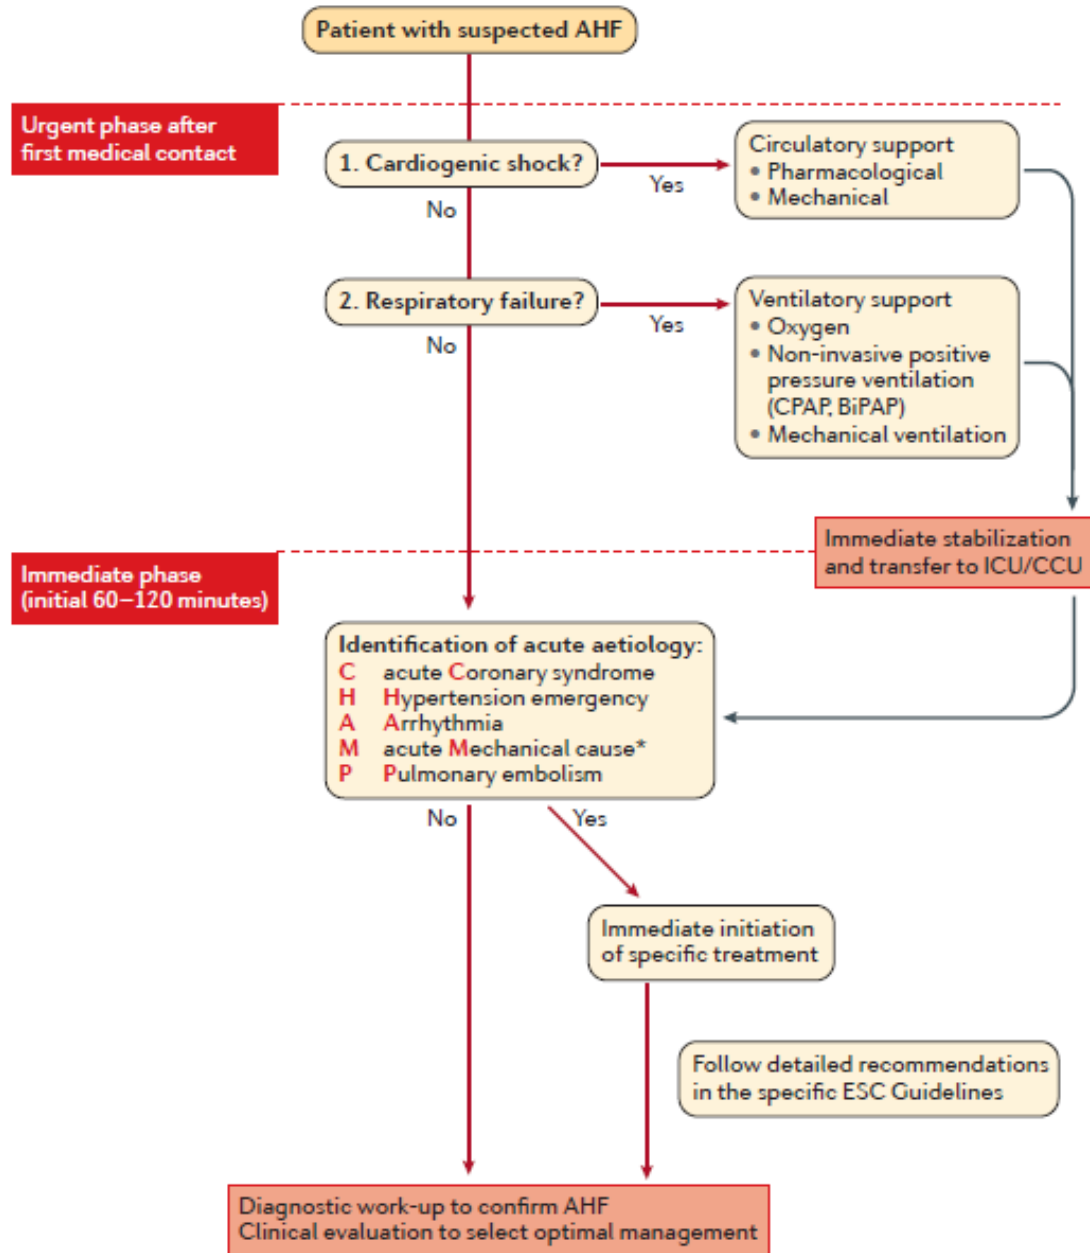 Patient with suspected AHF
Urgent phase after
first medical contact
1. Cardiogenic shock?
Yes
No
Circulatory support
• Pharmacological
• Mechanical
2. Respiratory failure?
Yes
No
Ventilatory support
• Oxygen
• Non-invasive positive
pressure ventilation
(CPAP, BiPAP)
• Mechanical ventilation
Immediate stabilization
and transfer to ICU/CCU
Immediate phase
(initial 60–120 minutes)
Identification of acute aetiology:
C acute Coronary syndrome
H Hypertension emergency
A Arrhythmia
M acute Mechanical cause*
P Pulmonary embolism
No
Yes
Immediate initiation
of specific treatment
Follow detailed recommendations
in the specific ESC Guidelines
Diagnostic work-up to confirm AHF
Clinical evaluation to select optimal management